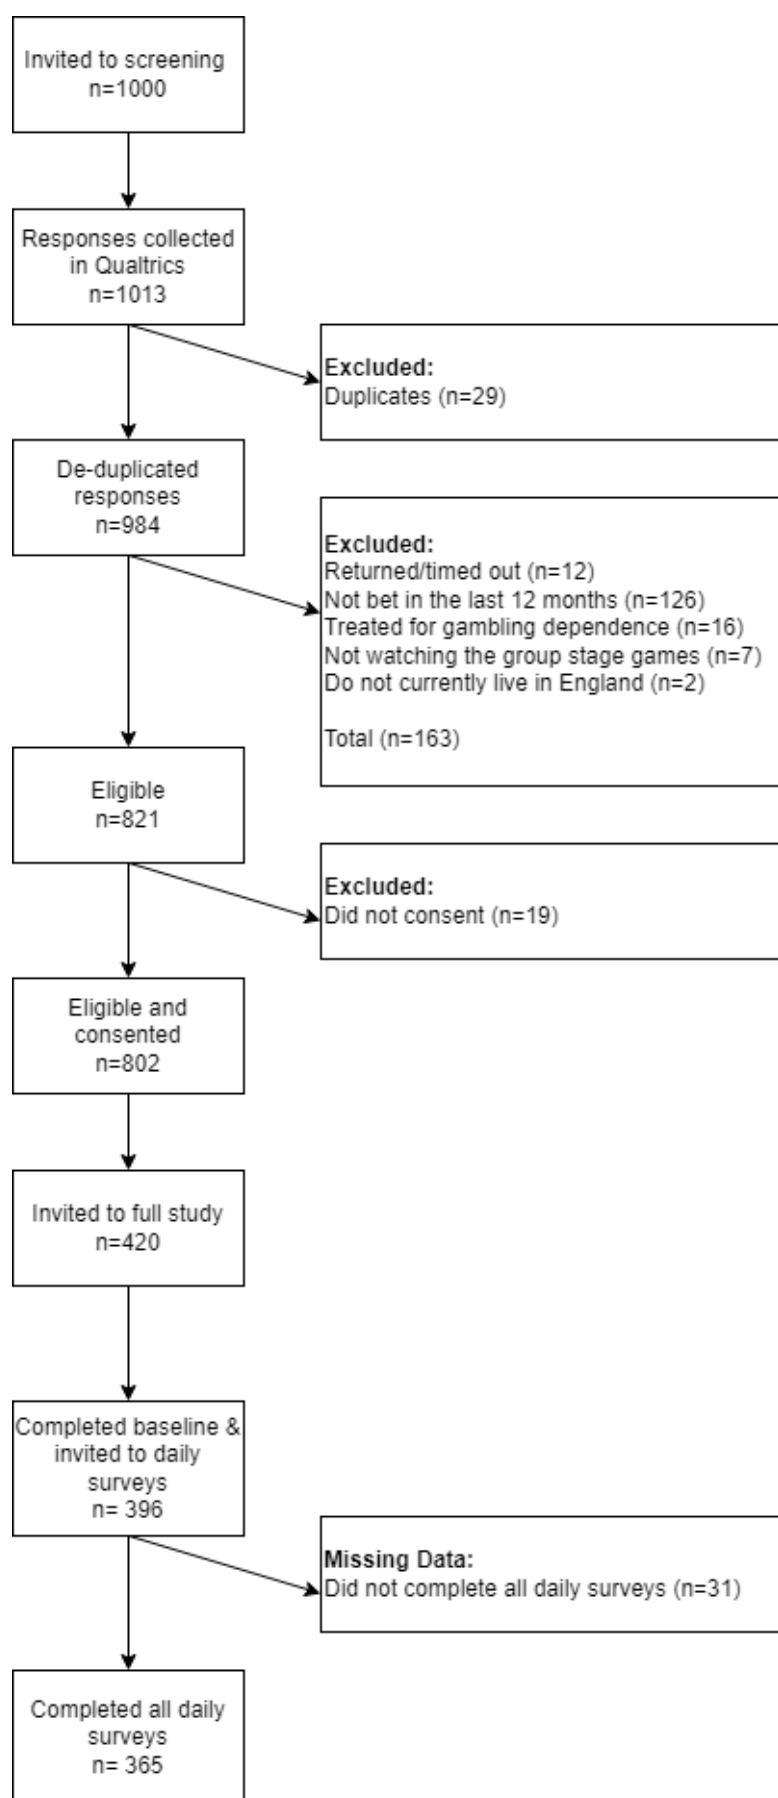 Invited to screening
n=1000
Responses collected
in Qualtrics
n=1013
Excluded:
Duplicates (n=29)
De-duplicated
responses
n=984
Excluded:
Returned/timed out (n=12)
Not bet in the last 12 months (n=126)
Treated for gambling dependence (n=16)
Not watching the group stage games (n=7)
Do not currently live in England (n=2)
Total (n=163)
Eligible
n=821
Excluded:
Did not consent (n=19)
Eligible and
consented
n=802
Invited to full study
n=420
Completed baseline &
invited to daily
surveys
n= 396
Missing Data:
Did not complete all daily surveys (n=31)
Completed all daily
surveys
n= 365